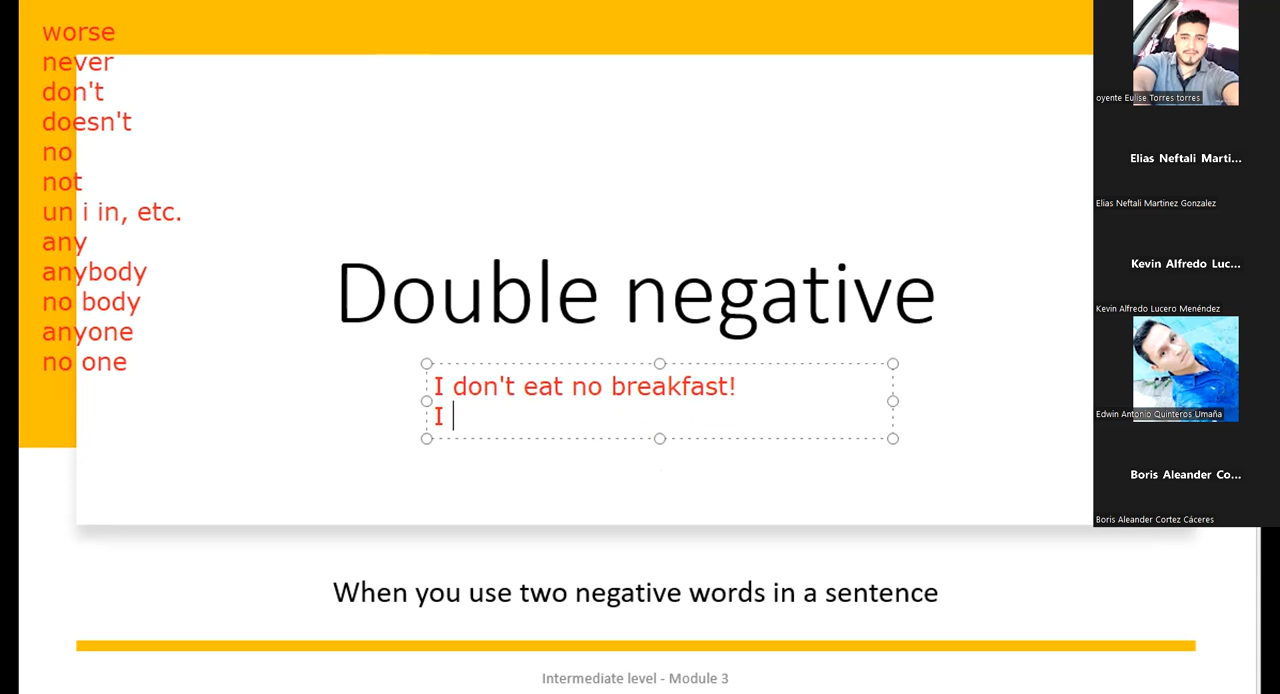 worse
never
don't
doesn't
no
not
un i in, etc.
any
anybody
no body
anyone
no one
Double negative
I don't eat no breakfast!
I
When you use two negative words in a sentence
Intermediate level - Module 3
oyente Eulise Torres torres
Elias Neftali Marti...
Elias Neftali Martinez Gonzalez
Kevin Alfredo Luc...
Kevin Alfredo Lucero Menéndez
Edwin Antonio Quinteros Umaña
Boris Aleander Co...
Boris Aleander Cortez Cáceres